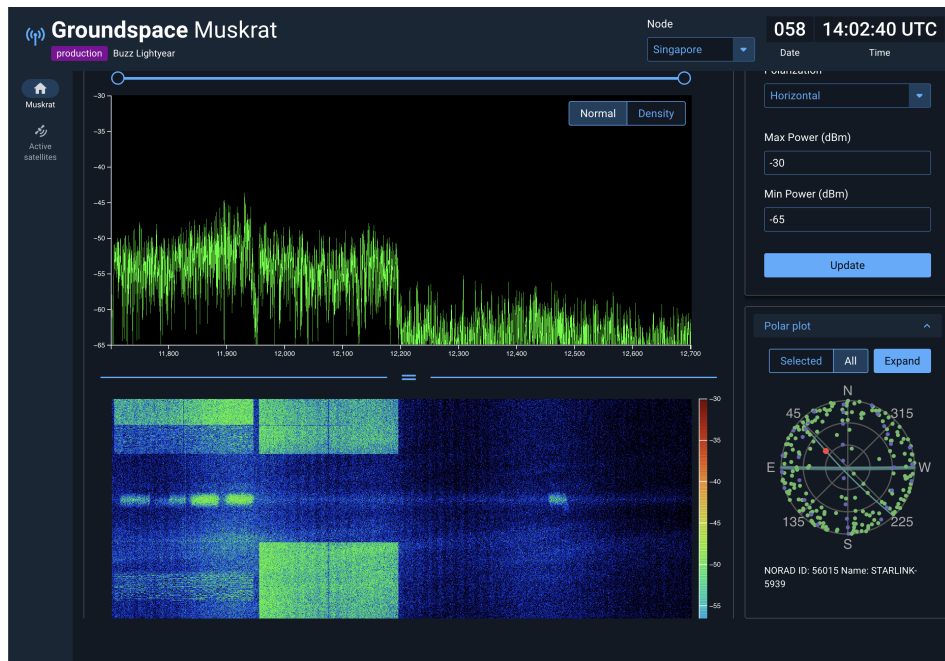 Groundspace Muskrat
production Buzz Lightyear
Node
Singapore
058 14:02:40 UTC
Date Time
Muskrat
Active
satellites
Normal Density
-30
-35
-40
-45
-50
-55
-60
-65
11,800 11,900 12,000 12,100 12,200 12,300 12,400 12,500 12,600 12,700
-30
-35
-40
-45
-50
-55
Polarization
Horizontal
Max Power (dBm)
-30
Min Power (dBm)
-65
Update
Polar plot
Selected All Expand
N
45 315
E W
135 225
S
NORAD ID: 56015 Name: STARLINK-
5939